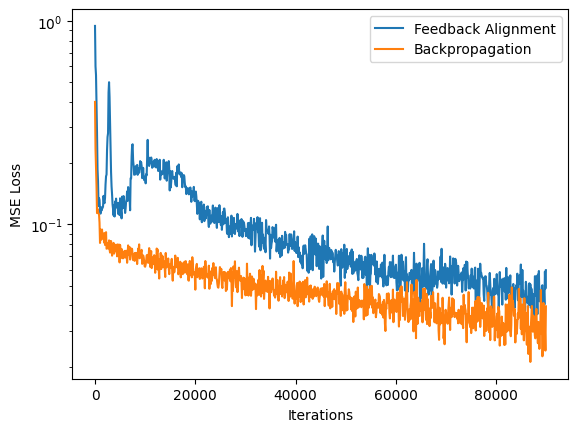 Feedback Alignment
Backpropagation
10⁰
10⁻¹
MSE Loss
0
20000
40000
60000
80000
Iterations